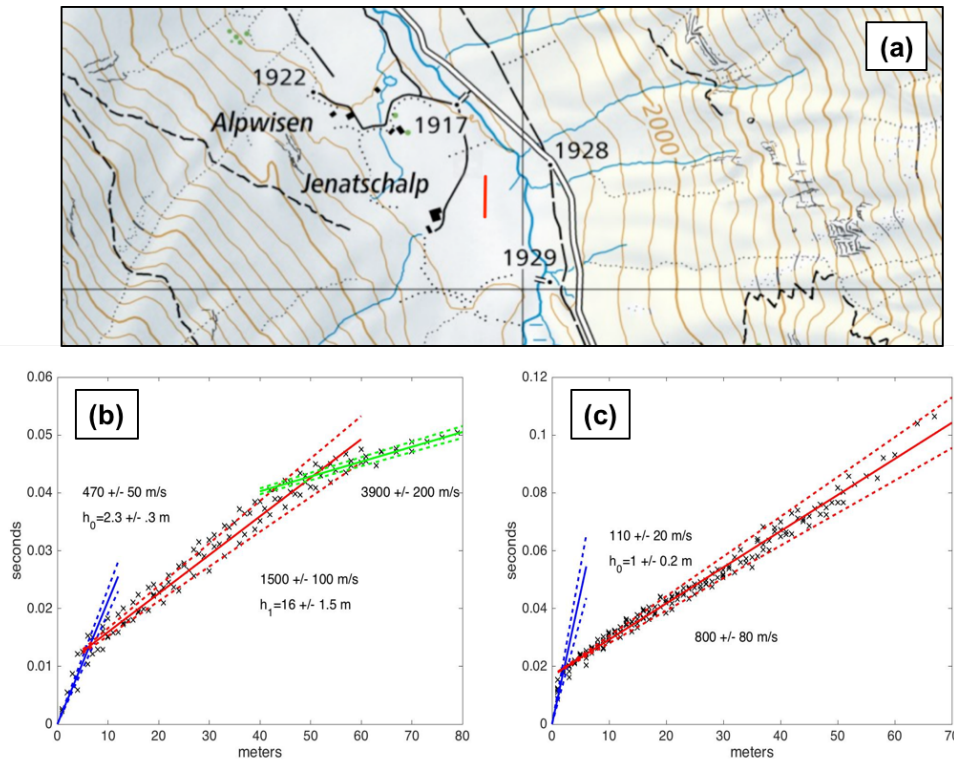 (a)
1922
Alpwisen
1917
2000
1928
Jenatschalp
1929
(b)
0.06
0.05
0.04
0.03
0.02
0.01
0
seconds
470 +/- 50 m/s
h0=2.3 +/- .3 m
3900 +/- 200 m/s
1500 +/- 100 m/s
h1=16 +/- 1.5 m
0 10 20 30 40 50 60 70 80
meters
(c)
0.12
0.1
0.08
0.06
0.04
0.02
0
seconds
110 +/- 20 m/s
h0=1 +/- 0.2 m
800 +/- 80 m/s
0 10 20 30 40 50 60 70
meters